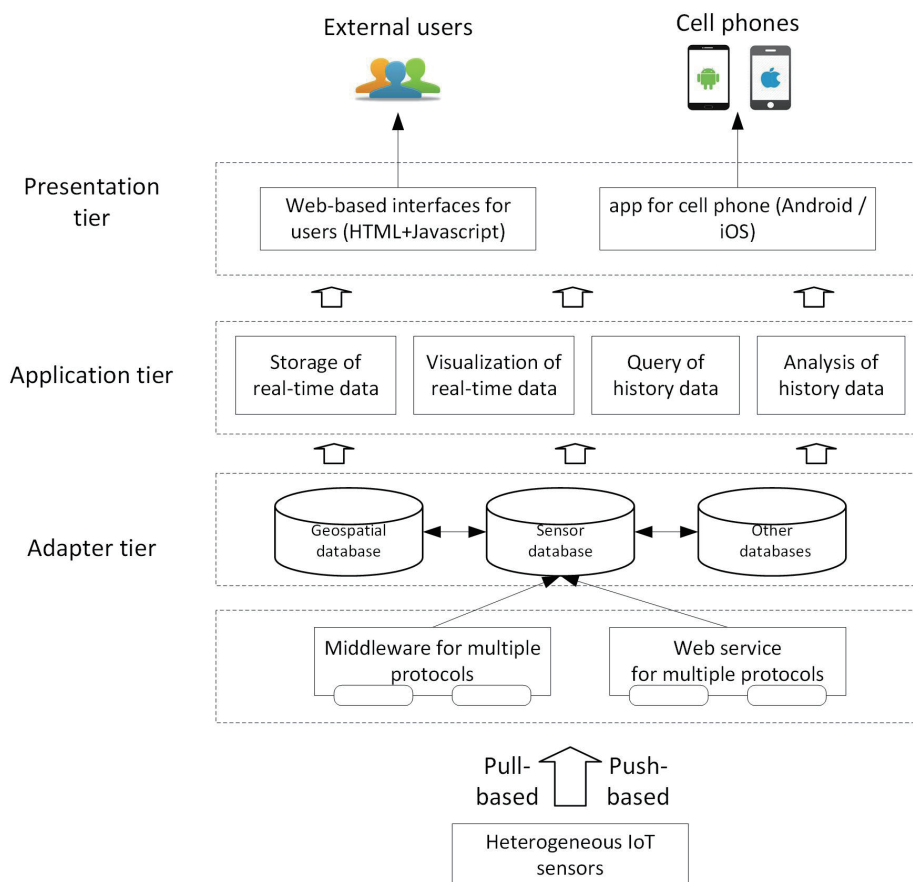 External users
Cell phones
Presentation
tier
Web-based interfaces for
users (HTML+Javascript)
app for cell phone (Android /
iOS)
Application tier
Storage of
real-time data
Visualization of
real-time data
Query of
history data
Analysis of
history data
Adapter tier
Geospatial
database
Sensor
database
Other
databases
Middleware for multiple
protocols
Web service
for multiple protocols
Pull-
based
Push-
based
Heterogeneous IoT
sensors